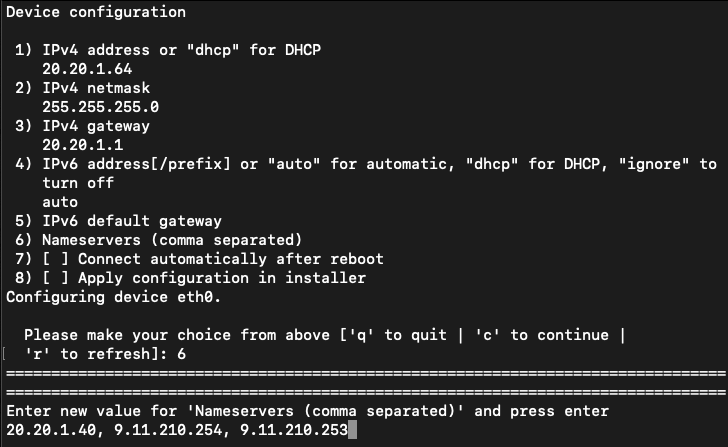 Device configuration
1) IPv4 address or "dhcp" for DHCP
20.20.1.64
2) IPv4 netmask
255.255.255.0
3) IPv4 gateway
20.20.1.1
4) IPv6 address[/prefix] or "auto" for automatic, "dhcp" for DHCP, "ignore" to
turn off
auto
5) IPv6 default gateway
6) Nameservers (comma separated)
7) [ ] Connect automatically after reboot
8) [ ] Apply configuration in installer
Configuring device eth0.
Please make your choice from above ['q' to quit | 'c' to continue |
[ 'r' to refresh]: 6
================================================================================
================================================================================
Enter new value for 'Nameservers (comma separated)' and press enter
20.20.1.40, 9.11.210.254, 9.11.210.253